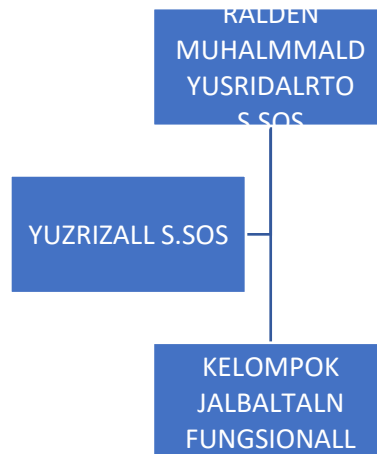 RALDEN
MUHALMMALD
YUSRIDALRTO
S.SOS
YUZRIZALL S.SOS
KELOMPOK
JALBALTALN
FUNGSIONALL